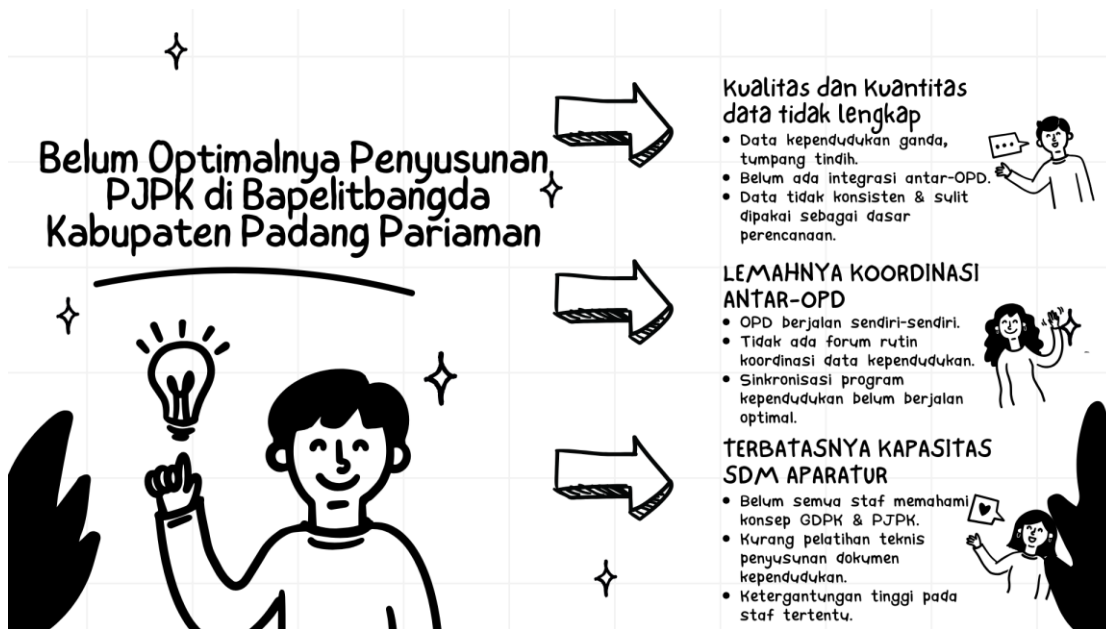 Belum Optimalnya Penyusunan
PJPK di Bapelitbangda
Kabupaten Padang Pariaman
Kualitas dan Kuantitas
data tidak lengkap
• Data kependudukan ganda,
tumpang tindih.
• Belum ada integrasi antar-OPD.
• Data tidak konsisten & sulit
dipakai sebagai dasar
perencanaan.
LEMAHNYA KOORDINASI
ANTAR-OPD
• OPD berjalan sendiri-sendiri.
• Tidak ada forum rutin
koordinasi data kependudukan.
• Sinkronisasi program
kependudukan belum berjalan
optimal.
TERBATASNYA KAPASITAS
SDM APARATUR
• Belum semua staf memahami
konsep GDPK & PJPK.
• Kurang pelatihan teknis
penyusunan dokumen
kependudukan.
• Ketergantungan tinggi pada
staf tertentu.